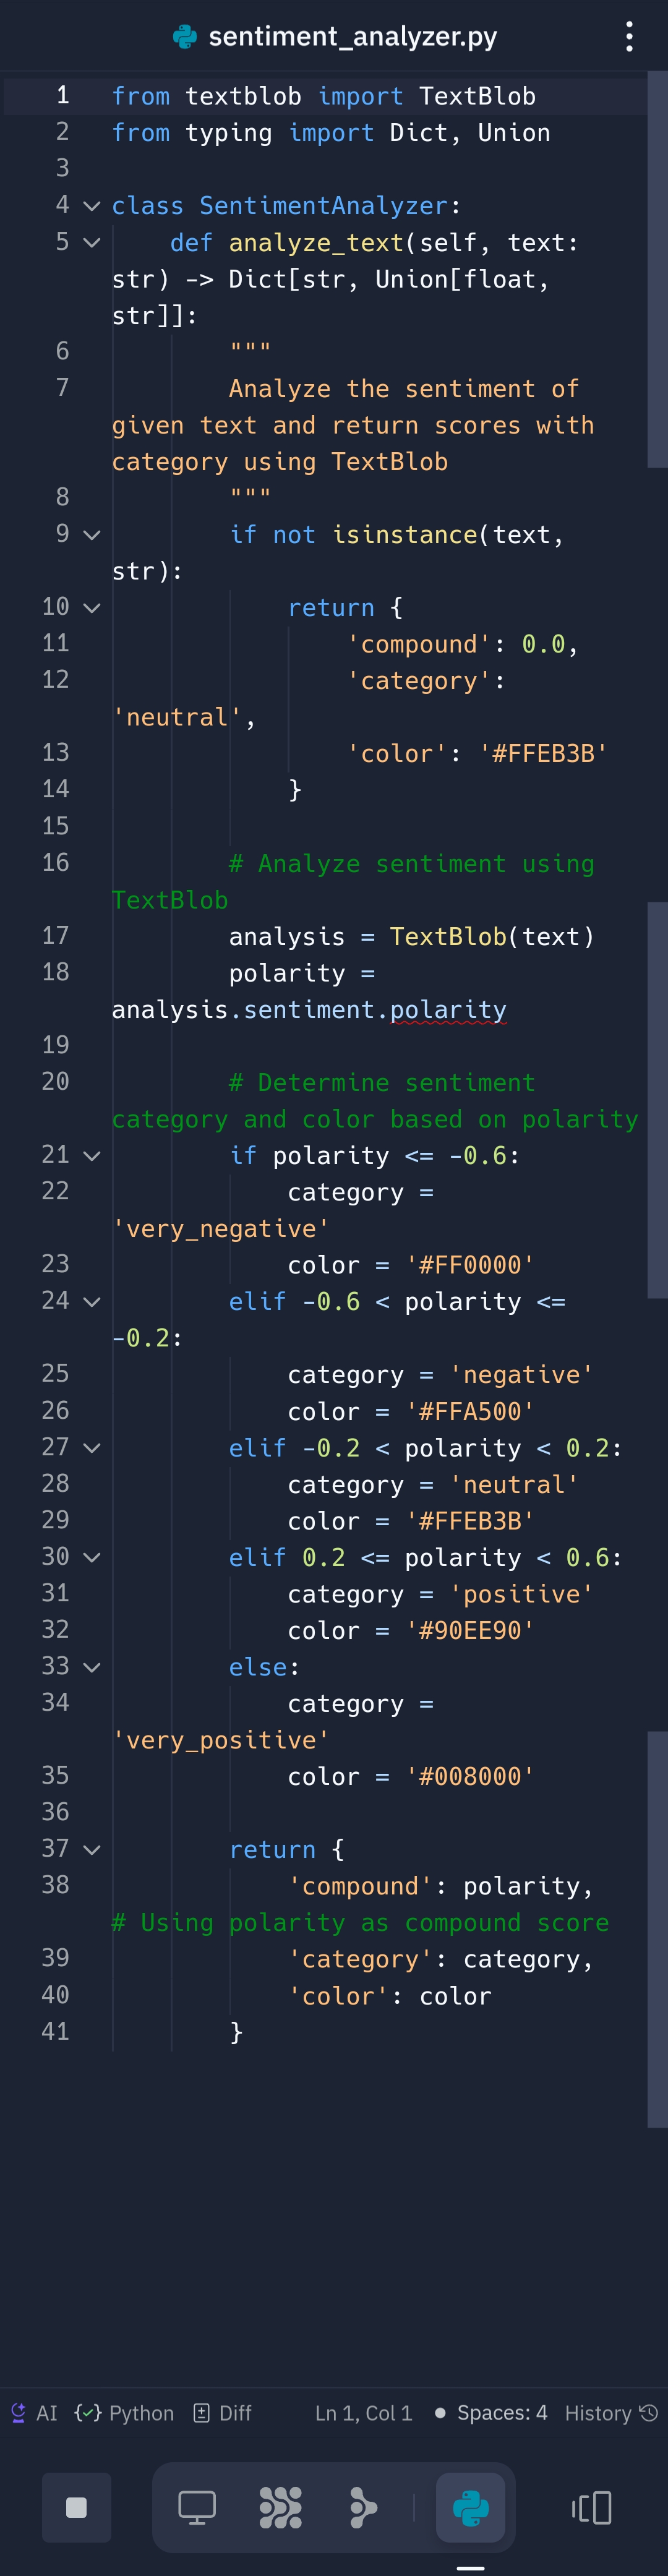 sentiment_analyzer.py
1 from textblob import TextBlob
2 from typing import Dict, Union
3
4 class SentimentAnalyzer:
5     def analyze_text(self, text:
str) -> Dict[str, Union[float,
str]]:
6         """
7         Analyze the sentiment of
given text and return scores with
category using TextBlob
8         """
9         if not isinstance(text,
str):
10             return {
11                 'compound': 0.0,
12                 'category':
'neutral',
13                 'color': '#FFEB3B'
14             }
15
16         # Analyze sentiment using
TextBlob
17         analysis = TextBlob(text)
18         polarity =
analysis.sentiment.polarity
19
20         # Determine sentiment
category and color based on polarity
21         if polarity <= -0.6:
22             category =
'very_negative'
23             color = '#FF0000'
24         elif -0.6 < polarity <=
-0.2:
25             category = 'negative'
26             color = '#FFA500'
27         elif -0.2 < polarity < 0.2:
28             category = 'neutral'
29             color = '#FFEB3B'
30         elif 0.2 <= polarity < 0.6:
31             category = 'positive'
32             color = '#90EE90'
33         else:
34             category =
'very_positive'
35             color = '#008000'
36
37         return {
38             'compound': polarity,
# Using polarity as compound score
39             'category': category,
40             'color': color
41         }
AI {✓} Python Diff Ln 1, Col 1 • Spaces: 4 History